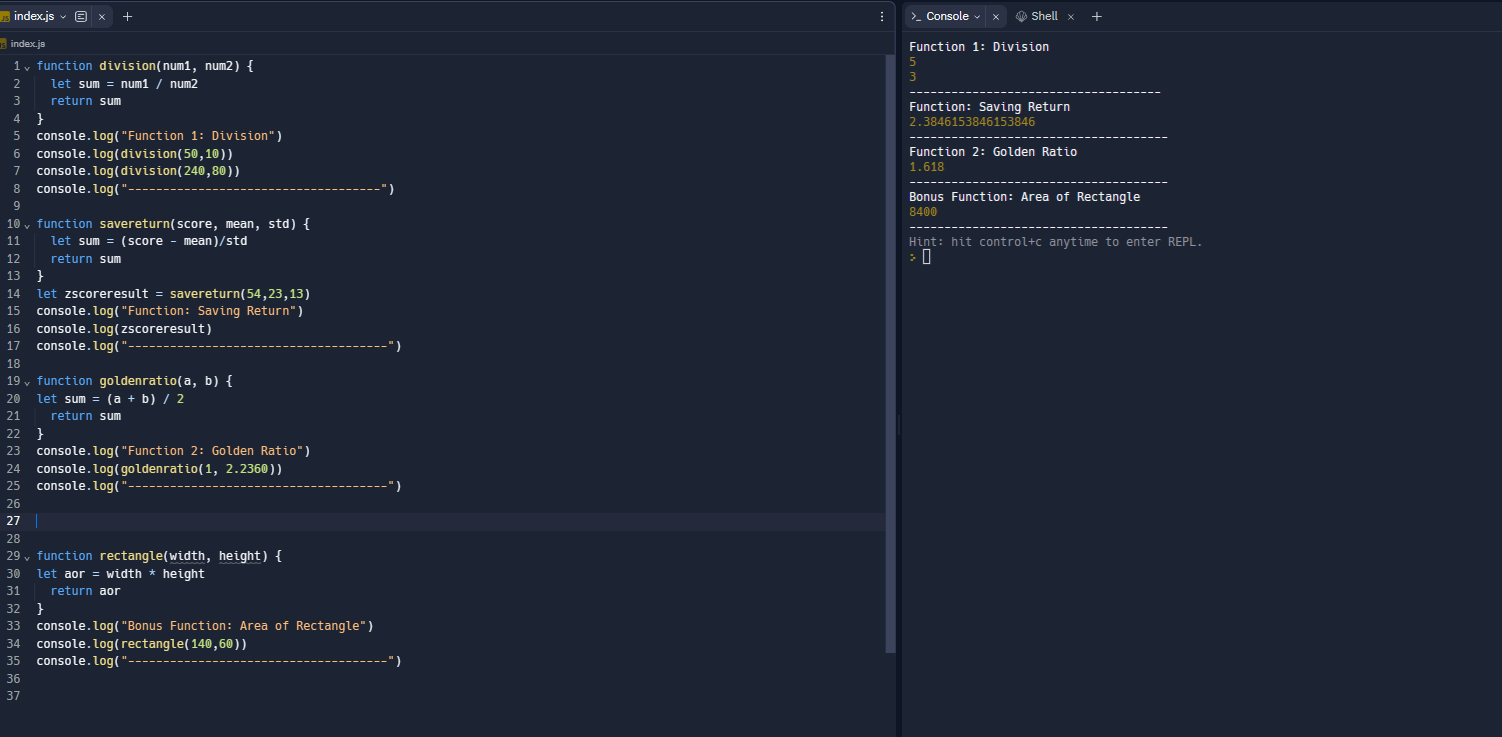 index.js
index.js
1 function division(num1, num2) {
2   let sum = num1 / num2
3   return sum
4 }
5 console.log("Function 1: Division")
6 console.log(division(50,10))
7 console.log(division(240,80))
8 console.log("------------------------------------")
9
10 function savereturn(score, mean, std) {
11   let sum = (score - mean)/std
12   return sum
13 }
14 let zscoreresult = savereturn(54,23,13)
15 console.log("Function: Saving Return")
16 console.log(zscoreresult)
17 console.log("-------------------------------------")
18
19 function goldenratio(a, b) {
20 let sum = (a + b) / 2
21   return sum
22 }
23 console.log("Function 2: Golden Ratio")
24 console.log(goldenratio(1, 2.2360))
25 console.log("-------------------------------------")
26
27
28
29 function rectangle(width, height) {
30 let aor = width * height
31   return aor
32 }
33 console.log("Bonus Function: Area of Rectangle")
34 console.log(rectangle(140,60))
35 console.log("-------------------------------------")
36
37
Console
Shell
Function 1: Division
5
3
------------------------------------
Function: Saving Return
2.3846153846153846
-------------------------------------
Function 2: Golden Ratio
1.618
-------------------------------------
Bonus Function: Area of Rectangle
8400
-------------------------------------
Hint: hit control+c anytime to enter REPL.